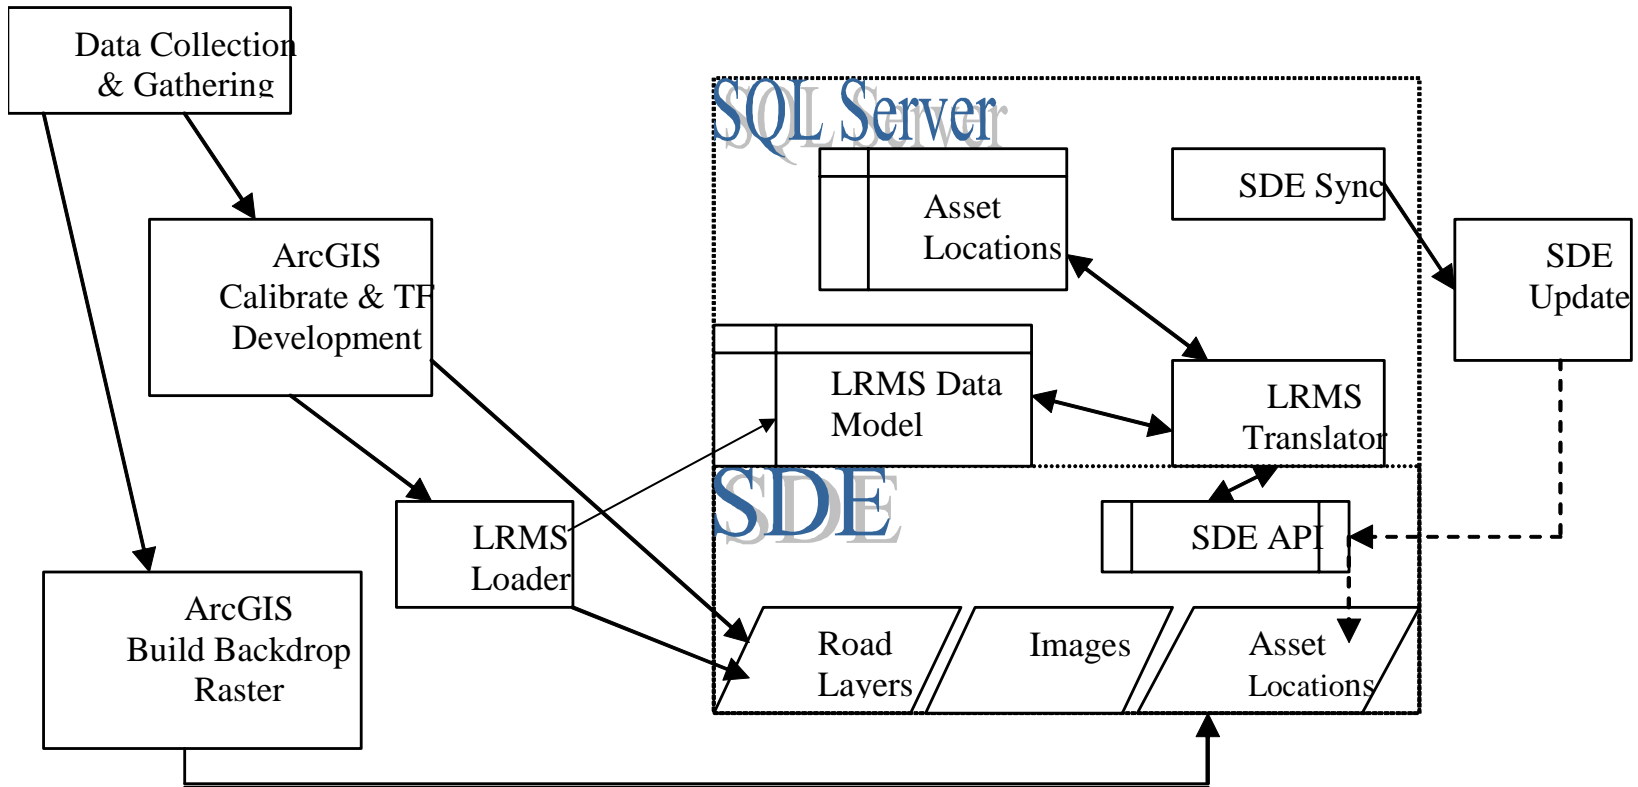 Data Collection
& Gathering
SQL Server
SDE Sync
Asset
Locations
ArcGIS
Calibrate & TF
Development
SDE
Update
LRMS Data
Model
LRMS
Translator
SDE
LRMS
Loader
SDE API
ArcGIS
Build Backdrop
Raster
Road
Layers
Images
Asset
Locations